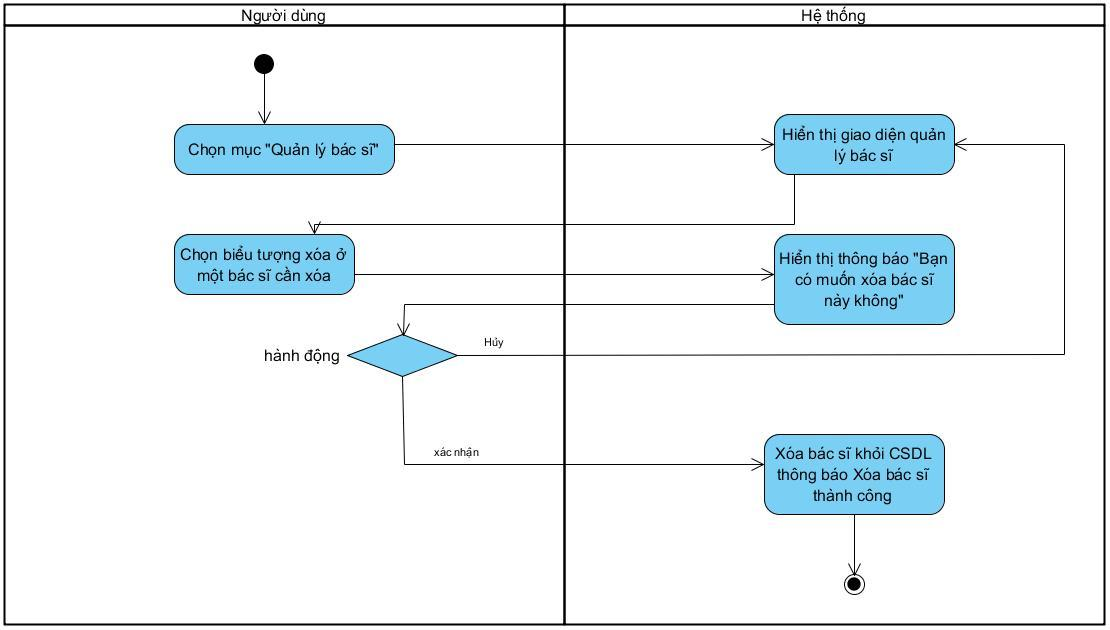 Người dùng
Hệ thống
Chọn mục "Quản lý bác sĩ"
Hiển thị giao diện quản
lý bác sĩ
Chọn biểu tượng xóa ở
một bác sĩ cần xóa
Hiển thị thông báo "Bạn
có muốn xóa bác sĩ
này không"
hành động
Hủy
xác nhận
Xóa bác sĩ khỏi CSDL
thông báo Xóa bác sĩ
thành công